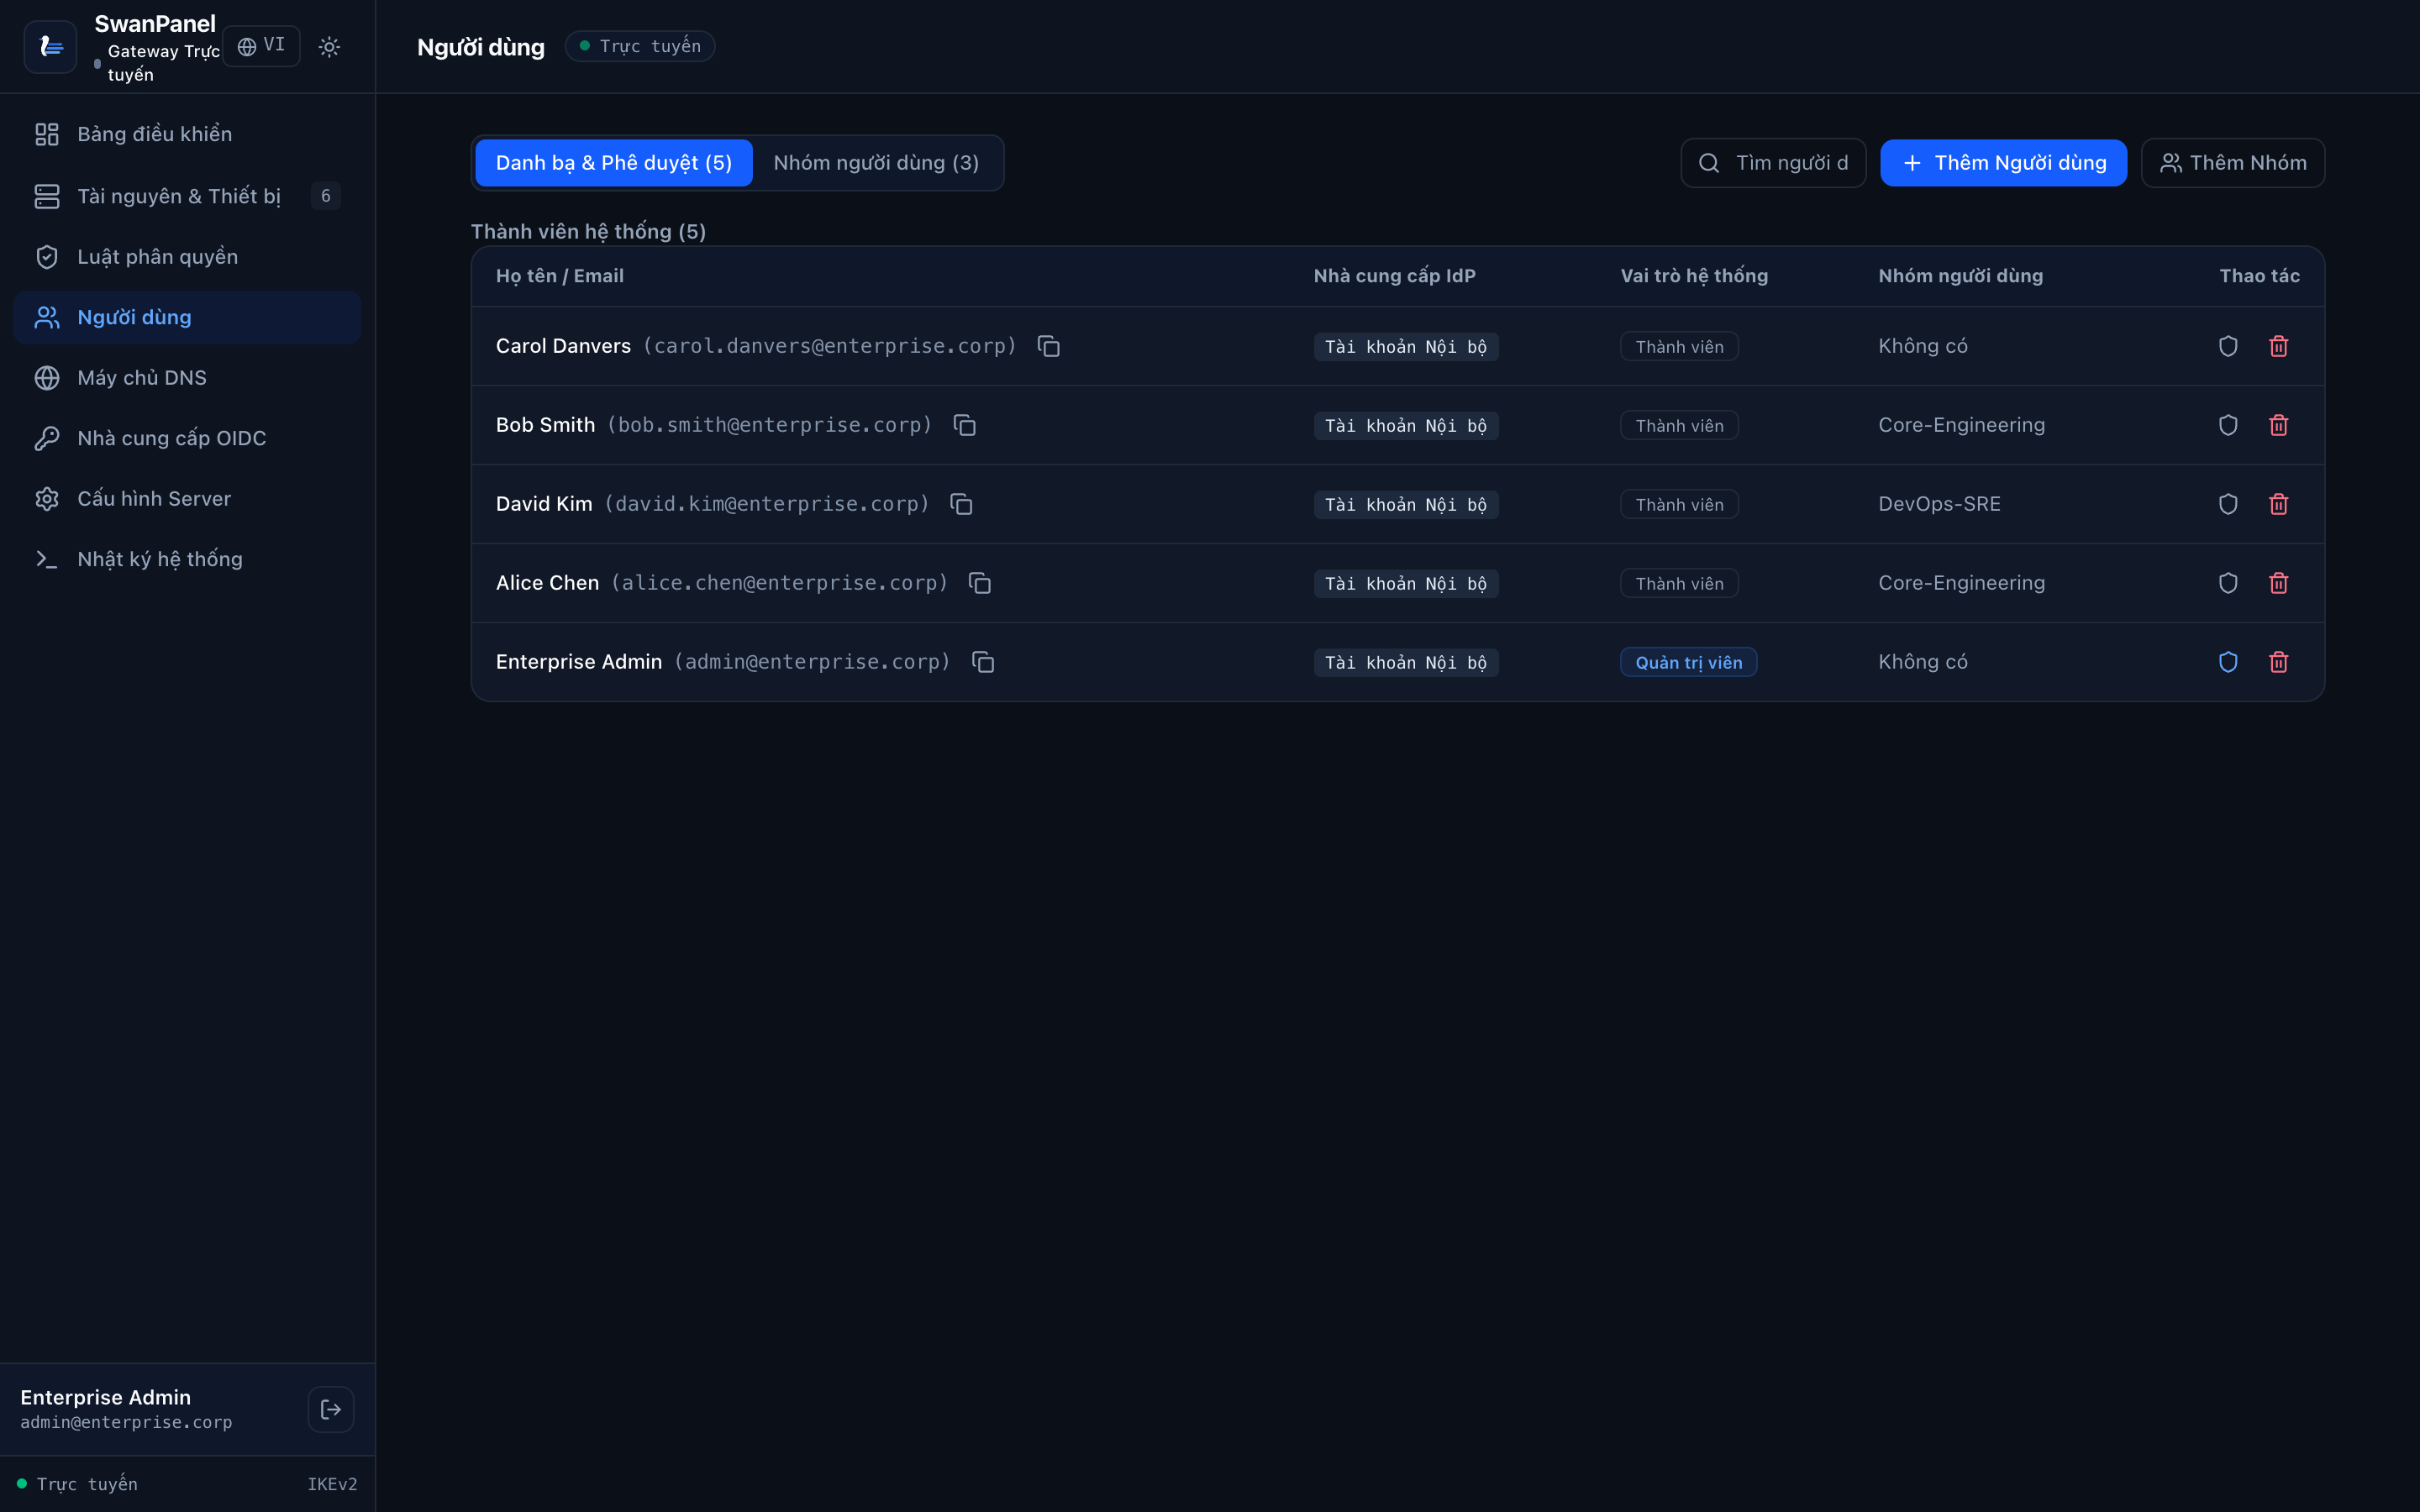 SwanPanel
Gateway Trực
tuyến
VI
Người dùng
Trực tuyến
Bảng điều khiển
Tài nguyên & Thiết bị 6
Luật phân quyền
Người dùng
Máy chủ DNS
Nhà cung cấp OIDC
Cấu hình Server
Nhật ký hệ thống
Danh bạ & Phê duyệt (5)
Nhóm người dùng (3)
Tìm người d
Thêm Người dùng
Thêm Nhóm
Thành viên hệ thống (5)
Họ tên / Email Nhà cung cấp IdP Vai trò hệ thống Nhóm người dùng Thao tác
Carol Danvers (carol.danvers@enterprise.corp) Tài khoản Nội bộ Thành viên Không có
Bob Smith (bob.smith@enterprise.corp) Tài khoản Nội bộ Thành viên Core-Engineering
David Kim (david.kim@enterprise.corp) Tài khoản Nội bộ Thành viên DevOps-SRE
Alice Chen (alice.chen@enterprise.corp) Tài khoản Nội bộ Thành viên Core-Engineering
Enterprise Admin (admin@enterprise.corp) Tài khoản Nội bộ Quản trị viên Không có
Enterprise Admin
admin@enterprise.corp
Trực tuyến IKEv2